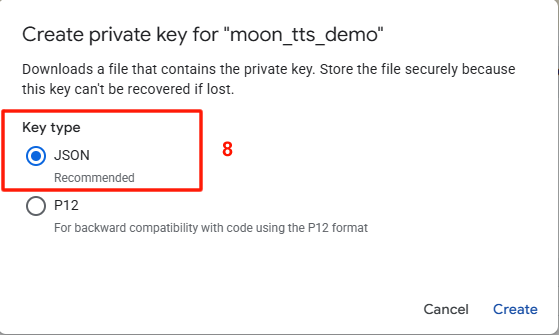 Create private key for "moon_tts_demo"
Downloads a file that contains the private key. Store the file securely because
this key can't be recovered if lost.
Key type
JSON
8
Recommended
P12
For backward compatibility with code using the P12 format
Cancel
Create